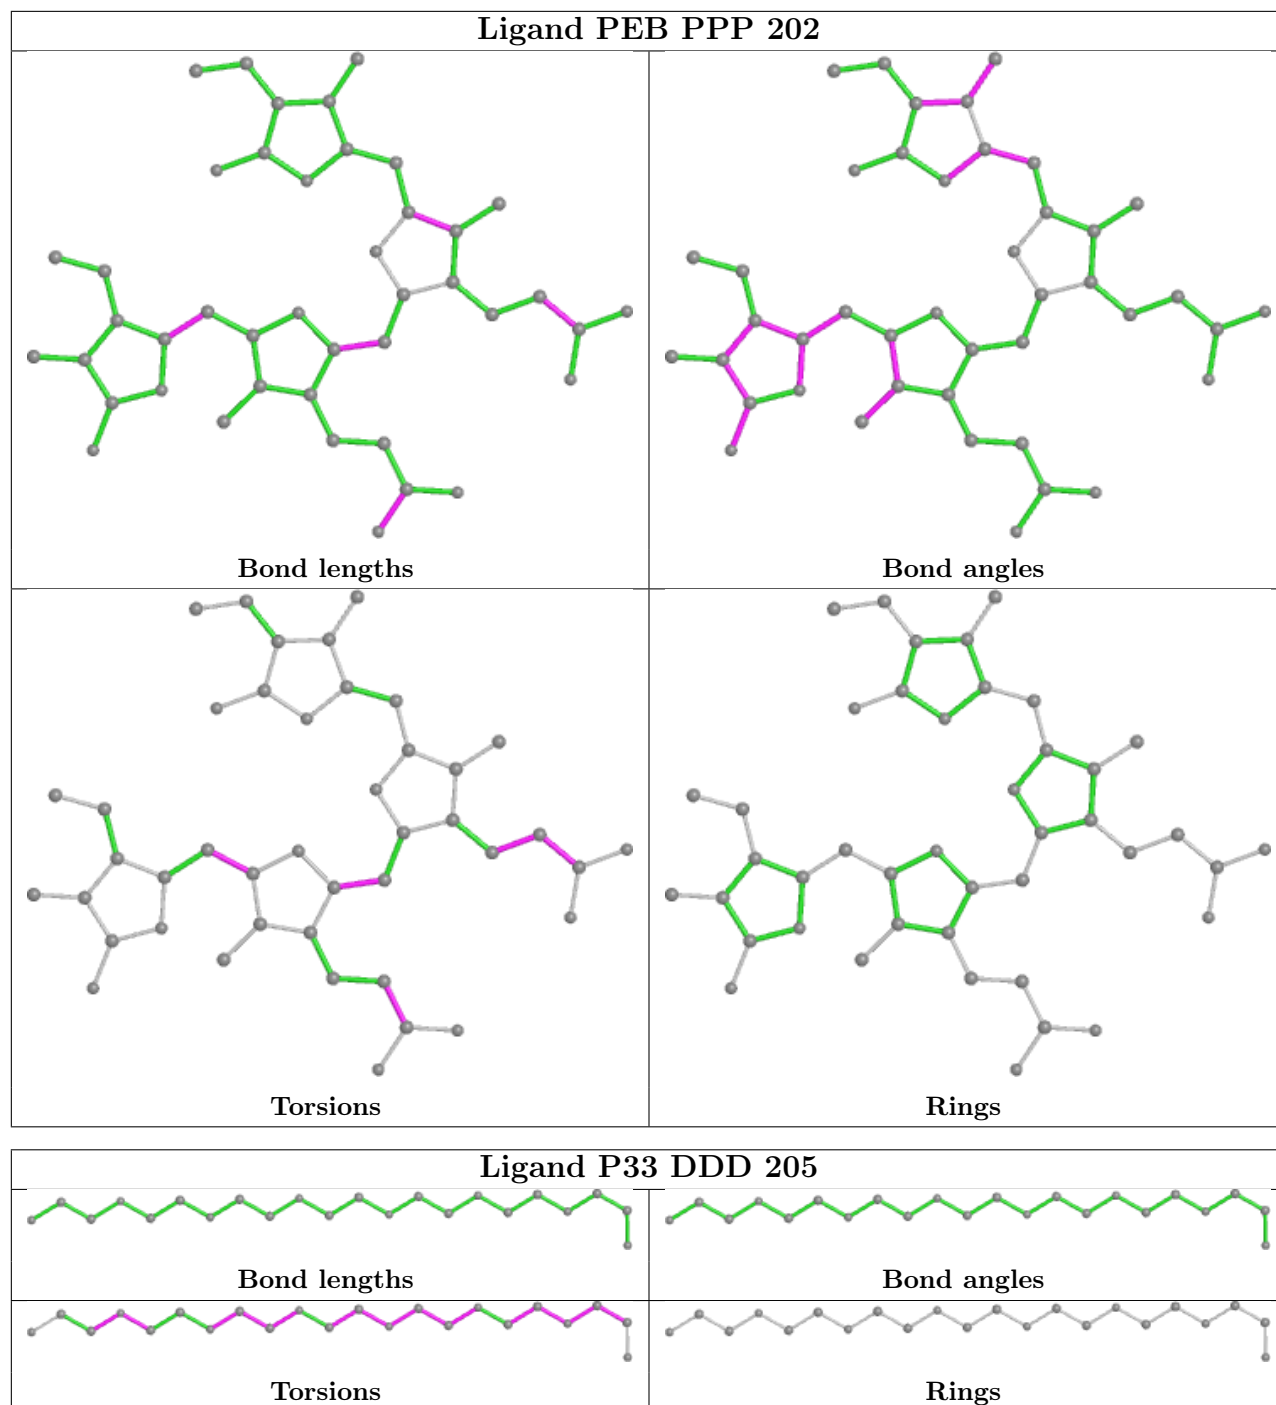 Ligand PEB PPP 202
Bond lengths
Bond angles
Torsions
Rings
Ligand P33 DDD 205
Bond lengths
Bond angles
Torsions
Rings